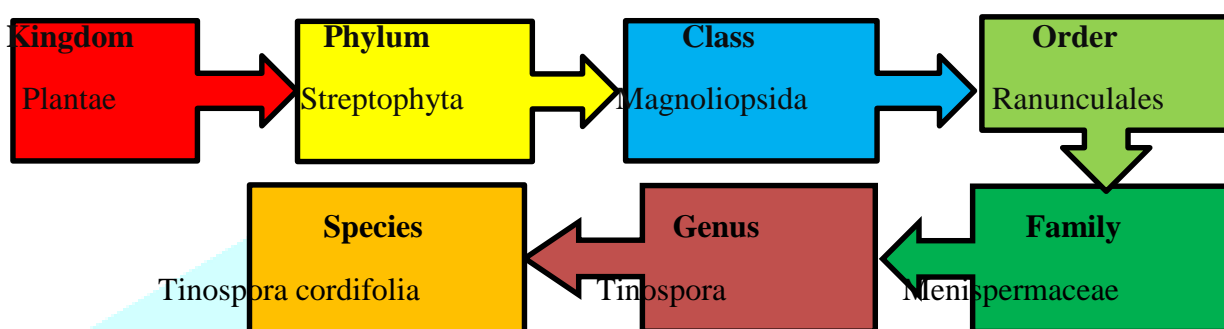 Kingdom
Plantae
Phylum
Streptophyta
Class
Magnoliopsida
Order
Ranunculales
Family
Menispermaceae
Genus
Tinospora
Species
Tinospora cordifolia